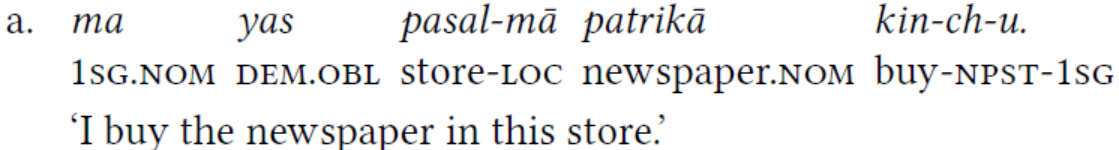 a. ma yas pasal-mā patrikā kin-ch-u.
1SG.NOM DEM.OBL store-LOC newspaper.NOM buy-NPST-1SG
‘I buy the newspaper in this store.’